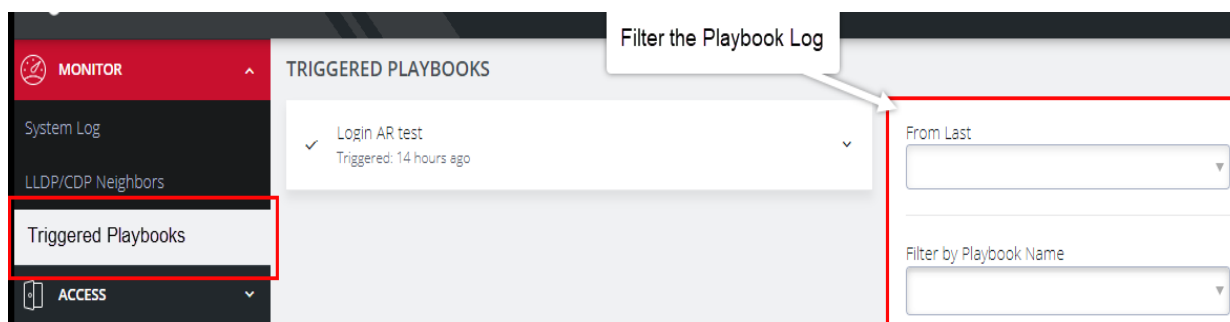 Filter the Playbook Log
MONITOR
System Log
LLDP/CDP Neighbors
Triggered Playbooks
ACCESS
TRIGGERED PLAYBOOKS
Login AR test
Triggered: 14 hours ago
From Last
Filter by Playbook Name